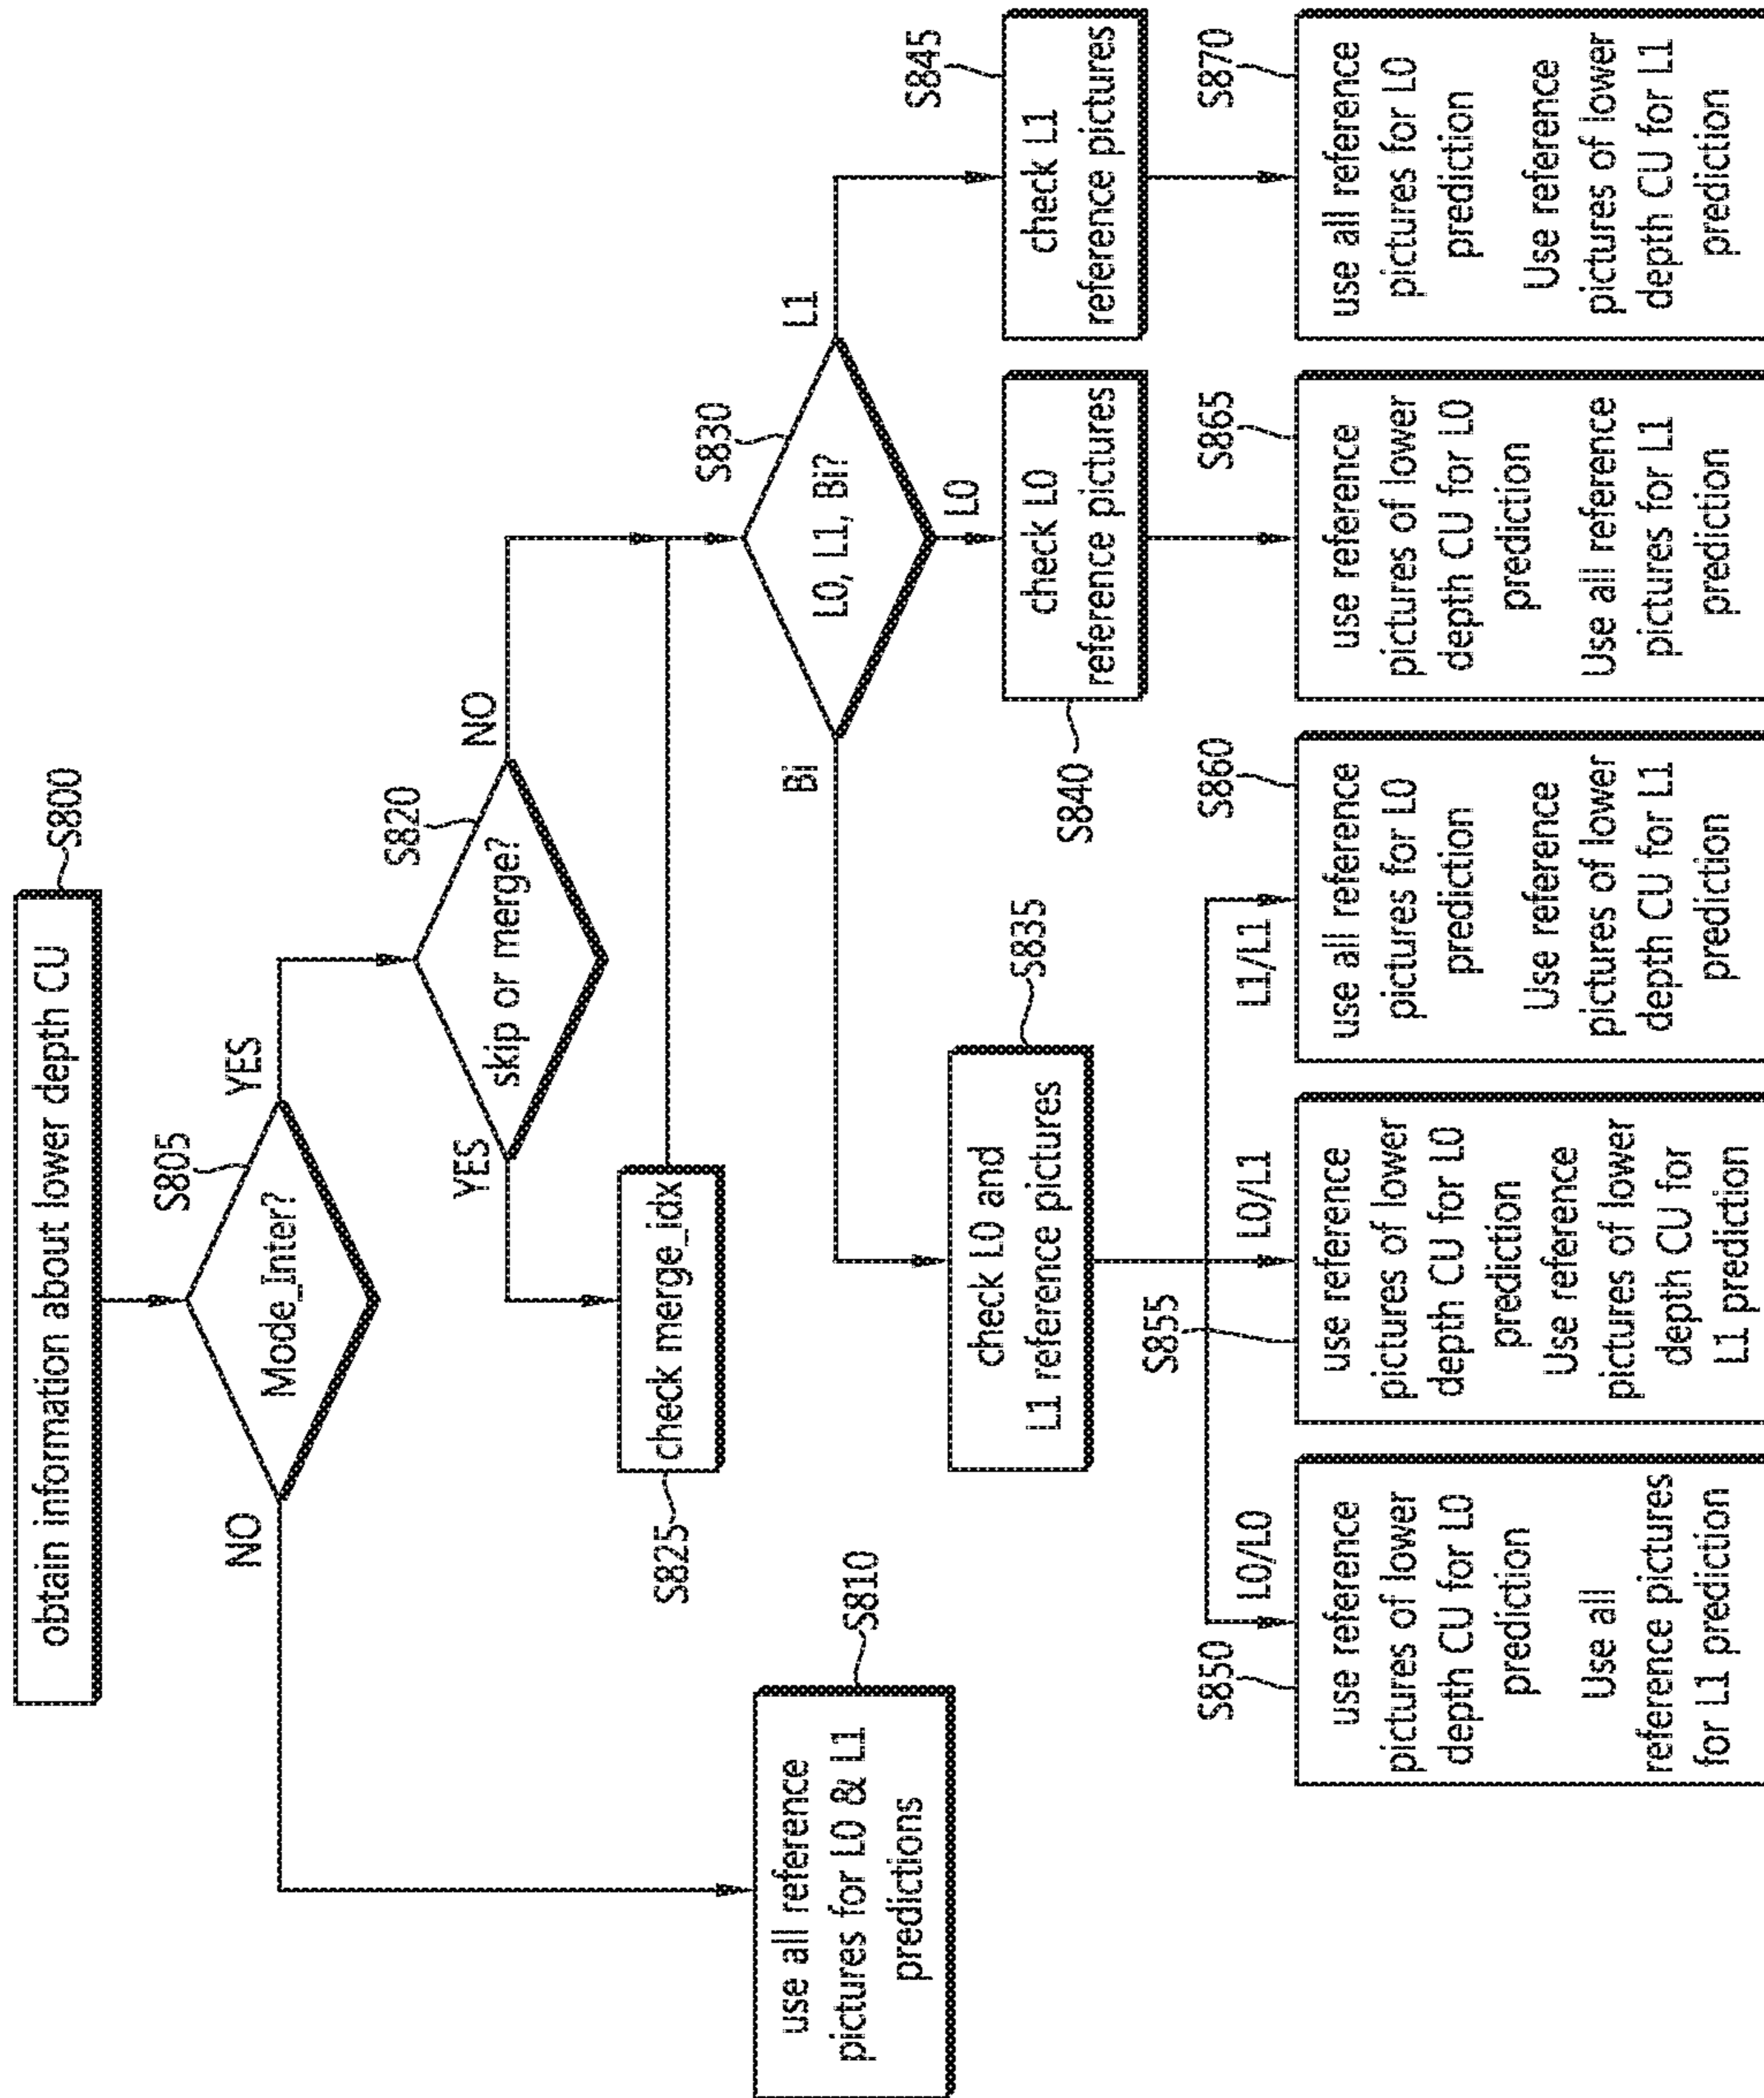 obtain information about lower depth CU
S800
Mode_Inter?
S805
NO
YES
use all reference
pictures for L0 & L1
predictions
S810
skip or merge?
S820
YES
NO
check merge_idx
S825
L0, L1, Bi?
S830
Bi
L0
L1
check L0 and
L1 reference pictures
S835
check L0
reference pictures
S840
check L1
reference pictures
S845
L0/L0
L0/L1
L1/L1
S850
use reference
pictures of lower
depth CU for L0
prediction
Use all
reference pictures
for L1 prediction
S855
use reference
pictures of lower
depth CU for L0
prediction
Use reference
pictures of lower
depth CU for
L1 prediction
S860
use all reference
pictures for L0
prediction
Use reference
pictures of lower
depth CU for L1
prediction
S865
use reference
pictures of lower
depth CU for L0
prediction
Use all reference
pictures for L1
prediction
S870
use all reference
pictures for L0
prediction
Use reference
pictures of lower
depth CU for L1
prediction